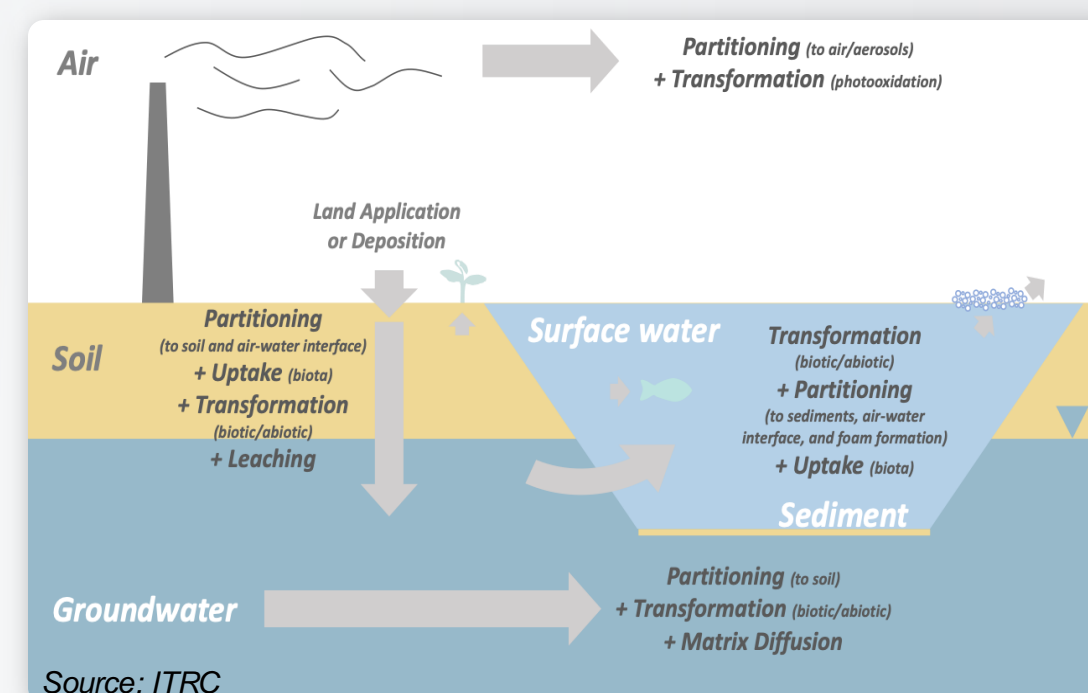 Air
Partitioning (to air/aerosols)
+ Transformation (photooxidation)
Land Application
or Deposition
Soil
Partitioning
(to soil and air-water interface)
+ Uptake (biota)
+ Transformation
(biotic/abiotic)
+ Leaching
Surface water
Transformation
(biotic/abiotic)
+ Partitioning
(to sediments, air-water
interface, and foam formation)
+ Uptake (biota)
Sediment
Groundwater
Partitioning (to soil)
+ Transformation (biotic/abiotic)
+ Matrix Diffusion
Source: ITRC